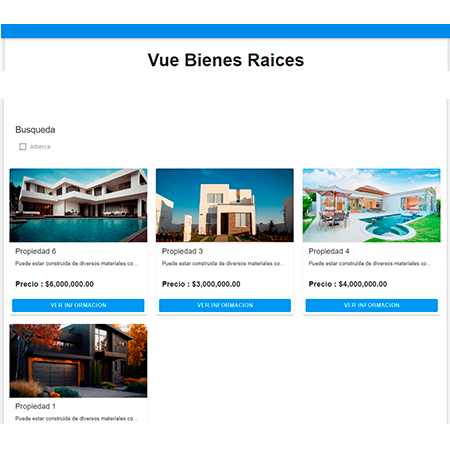 Vue Bienes Raices
Busqueda
Alberca
Propiedad 6
Puede estar construida de diversos materiales co...
Precio : $6,000,000.00
VER INFORMACION
Propiedad 3
Puede estar construida de diversos materiales co...
Precio : $3,000,000.00
VER INFORMACION
Propiedad 4
Puede estar construida de diversos materiales co...
Precio : $4,000,000.00
VER INFORMACION
Propiedad 1
Puede estar construida de diversos materiales co...